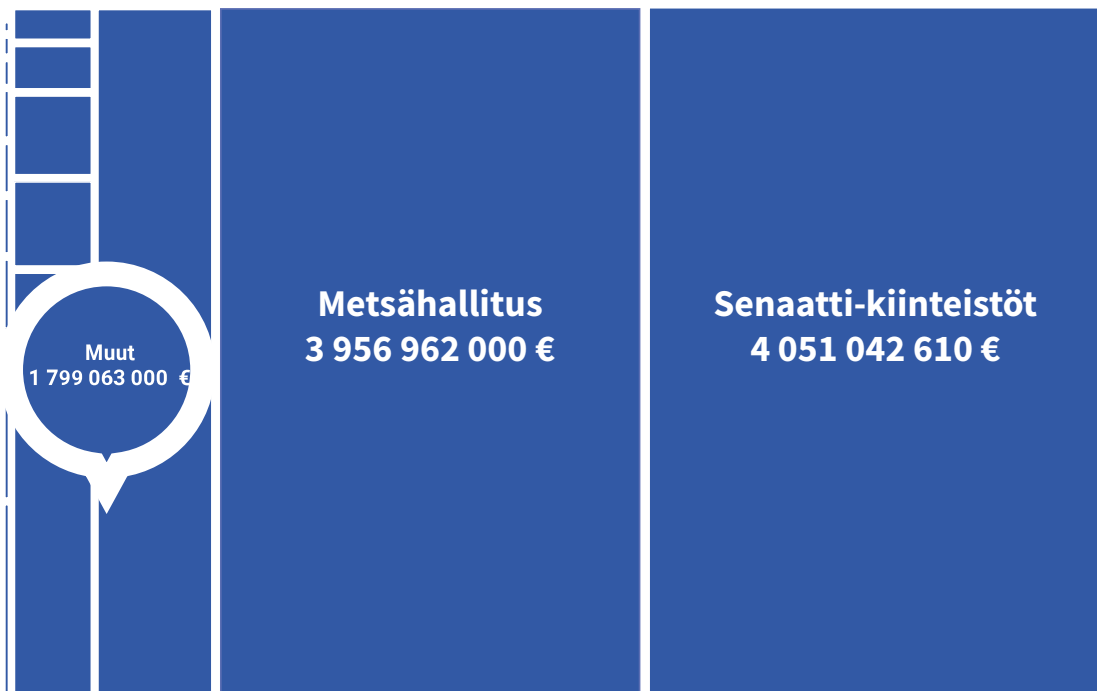 Muut
1 799 063 000 €
Metsähallitus
3 956 962 000 €
Senaatti-kiinteistöt
4 051 042 610 €